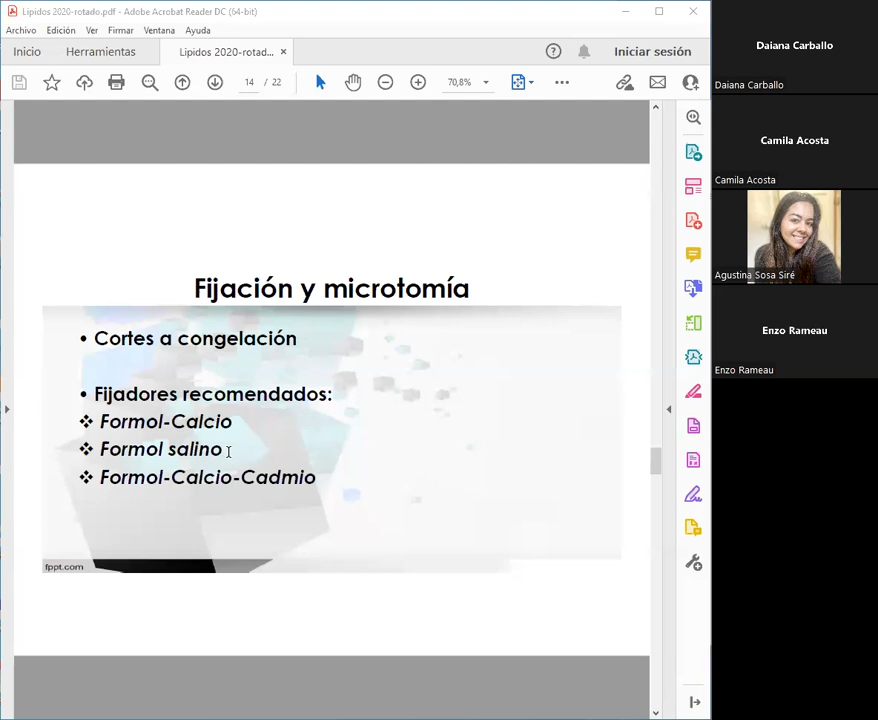 Lipidos 2020-rotado.pdf - Adobe Acrobat Reader DC (64-bit)
Archivo Edición Ver Firmar Ventana Ayuda
Inicio Herramientas Lipidos 2020-rotad... × Iniciar sesión
14 / 22 70,8%
Fijación y microtomía
• Cortes a congelación
• Fijadores recomendados:
❖ Formol-Calcio
❖ Formol salino
❖ Formol-Calcio-Cadmio
fppt.com
Daiana Carballo
Daiana Carballo
Camila Acosta
Camila Acosta
Agustina Sosa Siré
Enzo Rameau
Enzo Rameau